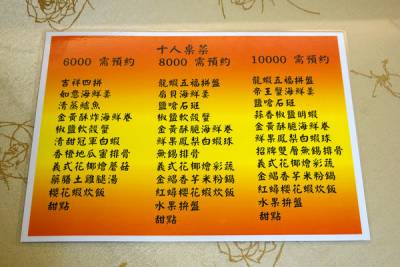 十人桌菜
6000 需預約
吉祥四拼
如意海鮮羹
清蒸鱸魚
金黃酥炸海鮮卷
椒鹽軟殼蟹
清甜冠軍白蝦
香橙地瓜蜜排骨
義式花椰燴蘑菇
藥膳土雞腿湯
櫻花蝦炊飯
甜點
8000 需預約
龍蝦五福拼盤
扇貝海鮮羹
鹽嗆石斑
椒鹽軟殼蟹
金黃酥脆海鮮卷
鮮果鳳梨白蝦球
無錫排骨
義式花椰燴彩蔬
金鯧香芋米粉鍋
紅蟳櫻花蝦炊飯
水果拼盤
甜點
10000 需預約
龍蝦五福拼盤
帝王蟹海鮮羹
鹽嗆石斑
蒜香椒鹽明蝦
金黃酥脆海鮮卷
鮮果鳳梨白蝦球
招牌雙層無錫排骨
義式花椰燴彩蔬
金鯧香芋米粉鍋
紅蟳櫻花蝦炊飯
水果拼盤
甜點